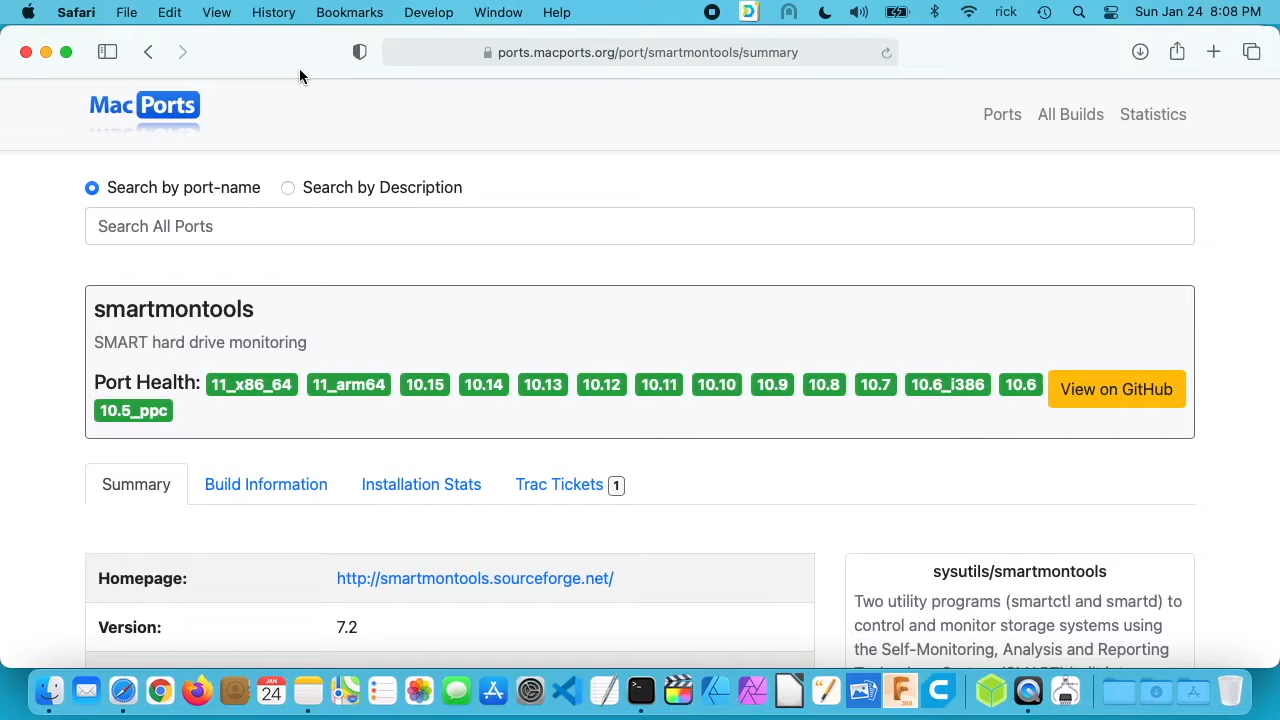 Safari File Edit View History Bookmarks Develop Window Help rick Sun Jan 24 8:08 PM
ports.macports.org/port/smartmontools/summary
MacPorts
Ports All Builds Statistics
Search by port-name Search by Description
Search All Ports
smartmontools
SMART hard drive monitoring
Port Health: 11_x86_64 11_arm64 10.15 10.14 10.13 10.12 10.11 10.10 10.9 10.8 10.7 10.6_i386 10.6
View on GitHub
10.5_ppc
Summary Build Information Installation Stats Trac Tickets 1
Homepage: http://smartmontools.sourceforge.net/
Version: 7.2
sysutils/smartmontools
Two utility programs (smartctl and smartd) to
control and monitor storage systems using
the Self-Monitoring, Analysis and Reporting
JAN
24
360